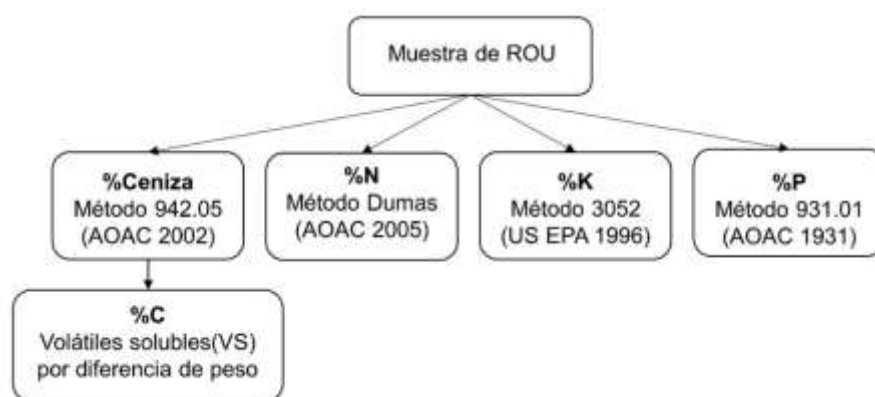 Muestra de ROU
%Ceniza
Método 942.05
(AOAC 2002)
%N
Método Dumas
(AOAC 2005)
%K
Método 3052
(US EPA 1996)
%P
Método 931.01
(AOAC 1931)
%C
Volátiles solubles(VS)
por diferencia de peso